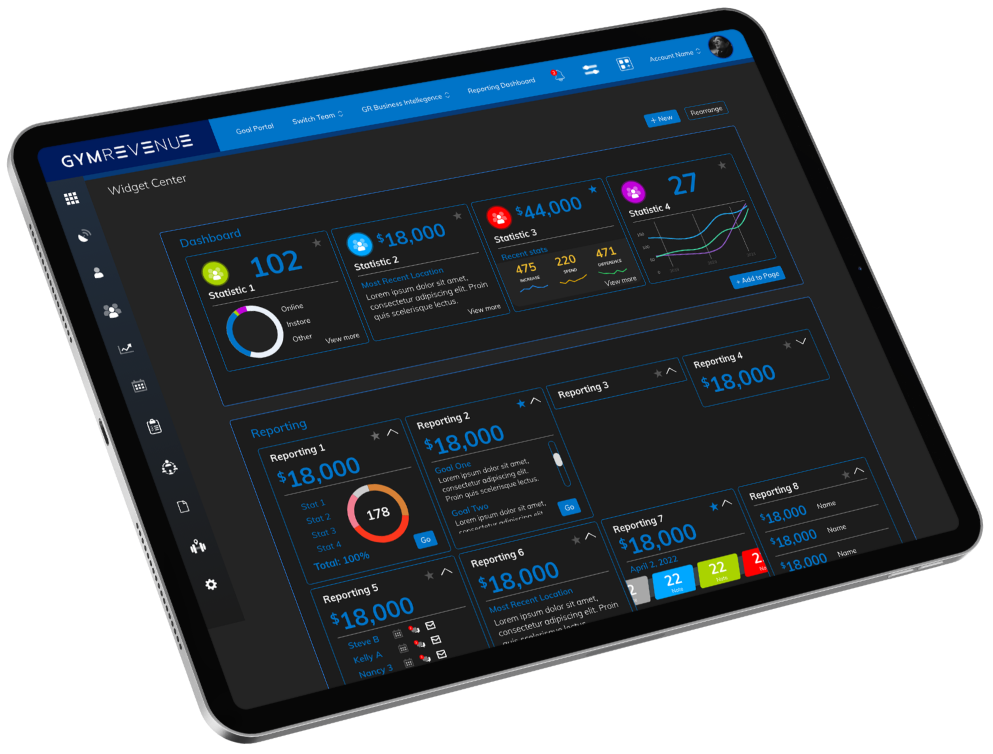 GYMREVENUE
Goal Portal
Switch Team
GR Business Intellegence
Reporting Dashboard
Account Name
Widget Center
+ New
Rearrange
Dashboard
102
Statistic 1
Online
Instore
Other
View more
$18,000
Statistic 2
Most Recent Location
Lorem ipsum dolor sit amet,
consectetur adipiscing elit. Proin
quis scelerisque lectus.
View more
$44,000
Statistic 3
Recent stats
475
INCREASE
220
SPEND
471
DIFFERENCE
View more
27
Statistic 4
+ Add to Page
Reporting
Reporting 1
$18,000
Stat 1
Stat 2
Stat 3
Stat 4
178
Total: 100%
Go
Reporting 2
$18,000
Goal One
Lorem ipsum dolor sit amet,
consectetur adipiscing elit.
Proin quis scelerisque lectus.
Goal Two
Lorem ipsum dolor sit amet,
consectetur adipiscing elit.
Go
Reporting 3
Reporting 4
$18,000
Reporting 5
$18,000
Steve B
Kelly A
Nancy 3
Reporting 6
$18,000
Most Recent Location
Lorem ipsum dolor sit amet,
consectetur adipiscing elit. Proin
quis scelerisque lectus.
Reporting 7
$18,000
April 2, 2022
2
22
Note
22
Note
2
Reporting 8
$18,000
Name
$18,000
Name
$18,000
Name